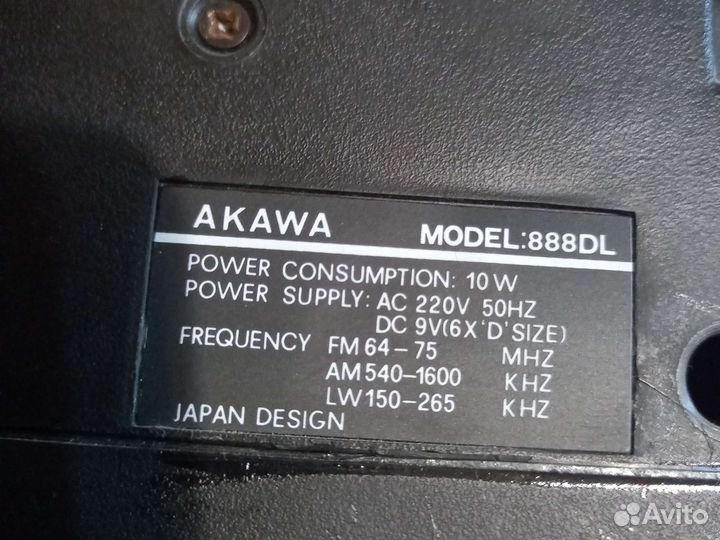 AKAWA MODEL:888DL
POWER CONSUMPTION: 10W
POWER SUPPLY: AC 220V 50HZ
DC 9V(6X'D'SIZE)
FREQUENCY FM 64-75 MHZ
AM 540-1600 KHZ
LW 150-265 KHZ
JAPAN DESIGN
Avito